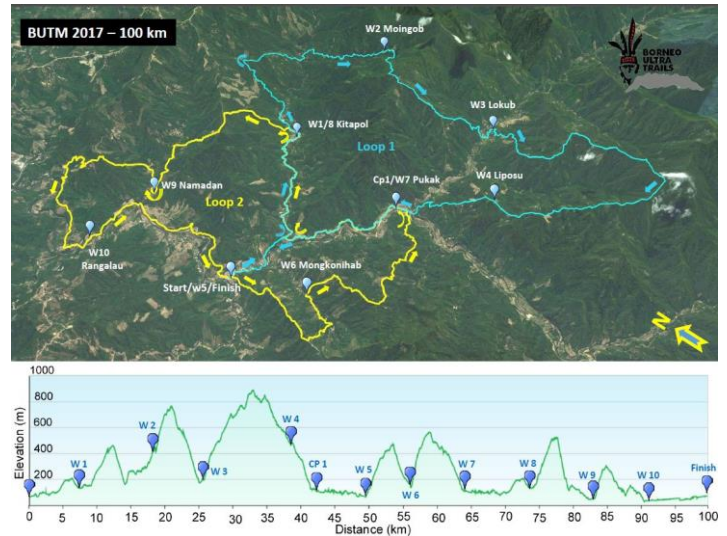 BUTM 2017 – 100 km
BORNEO
ULTRA
TRAILS
W2 Moingob
W3 Lokub
W1/8 Kitapol
Loop 1
Cp1/W7 Pukak
W4 Liposu
W9 Namadan
Loop 2
W10
Rangalau
W6 Mongkonihab
Start/w5/Finish
N
Elevation (m)
1000
800
600
400
200
W 1
W 2
W 3
W 4
CP 1
W 5
W 6
W 7
W 8
W 9
W 10
Finish
0 5 10 15 20 25 30 35 40 45 50 55 60 65 70 75 80 85 90 95 100
Distance (km)